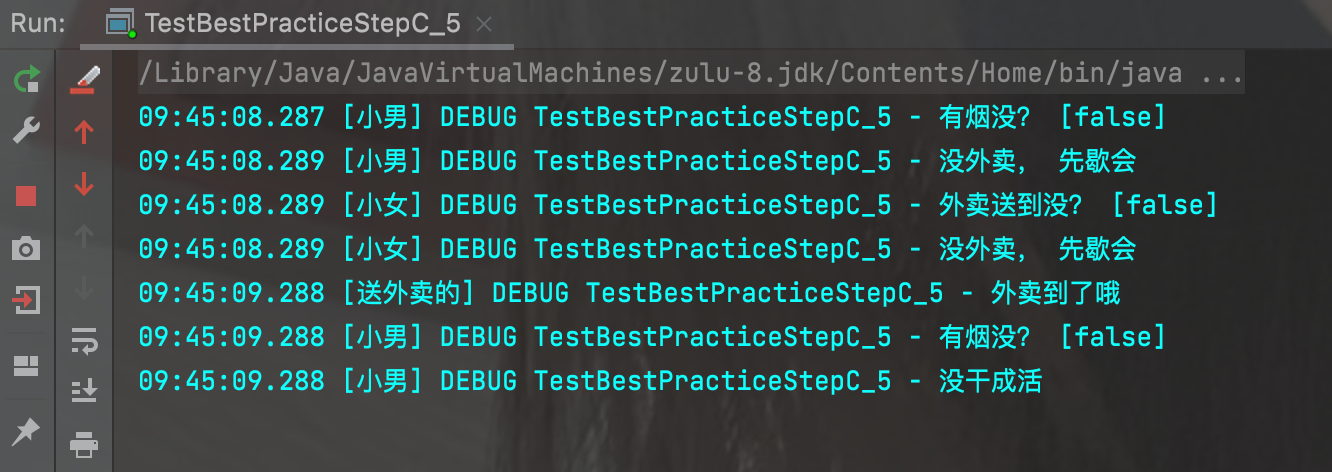 Run: TestBestPracticeStepC_5
/Library/Java/JavaVirtualMachines/zulu-8.jdk/Contents/Home/bin/java ...
09:45:08.287 [小男] DEBUG TestBestPracticeStepC_5 - 有烟没？ [false]
09:45:08.289 [小男] DEBUG TestBestPracticeStepC_5 - 没外卖， 先歇会
09:45:08.289 [小女] DEBUG TestBestPracticeStepC_5 - 外卖送到没？ [false]
09:45:08.289 [小女] DEBUG TestBestPracticeStepC_5 - 没外卖， 先歇会
09:45:09.288 [送外卖的] DEBUG TestBestPracticeStepC_5 - 外卖到了哦
09:45:09.288 [小男] DEBUG TestBestPracticeStepC_5 - 有烟没？ [false]
09:45:09.288 [小男] DEBUG TestBestPracticeStepC_5 - 没干成活